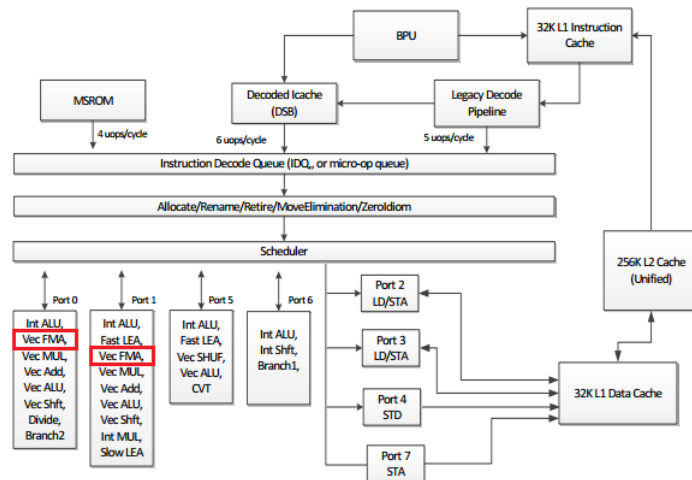 BPU
32K L1 Instruction
Cache
MSROM
Decoded Icache
(DSB)
Legacy Decode
Pipeline
4 uops/cycle
6 uops/cycle
5 uops/cycle
Instruction Decode Queue (IDQ,, or micro-op queue)
Allocate/Rename/Retire/MoveElimination/ZeroIdiom
Scheduler
256K L2 Cache
(Unified)
Port 0
Port 1
Port 5
Port 6
Int ALU,
Vec FMA,
Vec MUL,
Vec Add,
Vec ALU,
Vec Shft,
Divide,
Branch2
Int ALU,
Fast LEA,
Vec FMA,
Vec MUL,
Vec Add,
Vec ALU,
Vec Shft,
Int MUL,
Slow LEA
Int ALU,
Fast LEA,
Vec SHUF,
Vec ALU,
CVT
Int ALU,
Int Shft,
Branch1,
Port 2
LD/STA
Port 3
LD/STA
Port 4
STD
Port 7
STA
32K L1 Data Cache